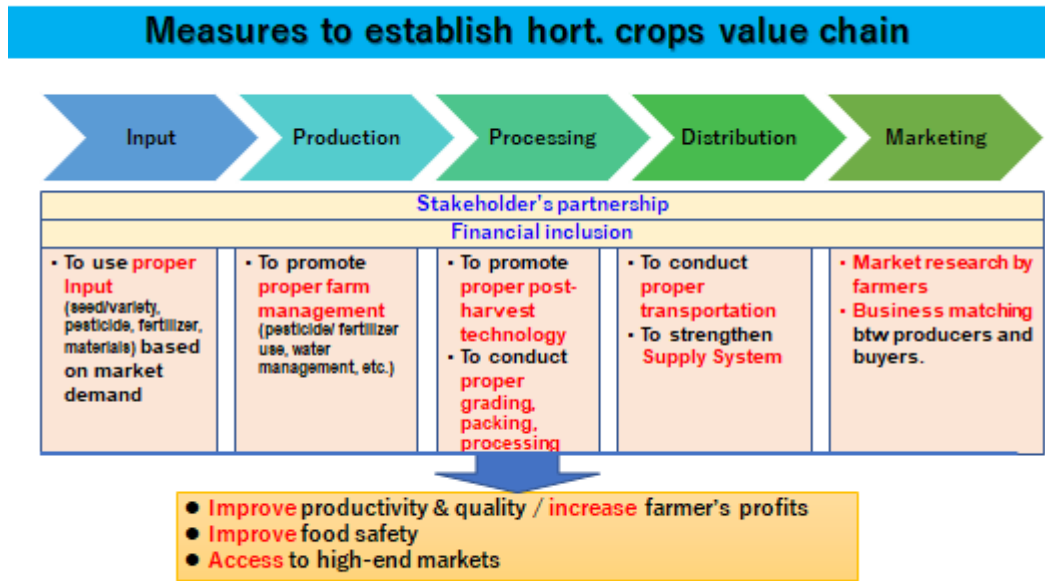 Measures to establish hort. crops value chain
Input
Production
Processing
Distribution
Marketing
Stakeholder's partnership
Financial inclusion
• To use proper
Input
(seed/variety,
pesticide, fertilizer,
materials) based
on market
demand
• To promote
proper farm
management
(pesticide/ fertilizer
use, water
management, etc.)
• To promote
proper post-
harvest
technology
• To conduct
proper
grading,
packing,
processing
• To conduct
proper
transportation
• To strengthen
Supply System
• Market research by
farmers
• Business matching
btw producers and
buyers.
● Improve productivity & quality / increase farmer's profits
● Improve food safety
● Access to high-end markets